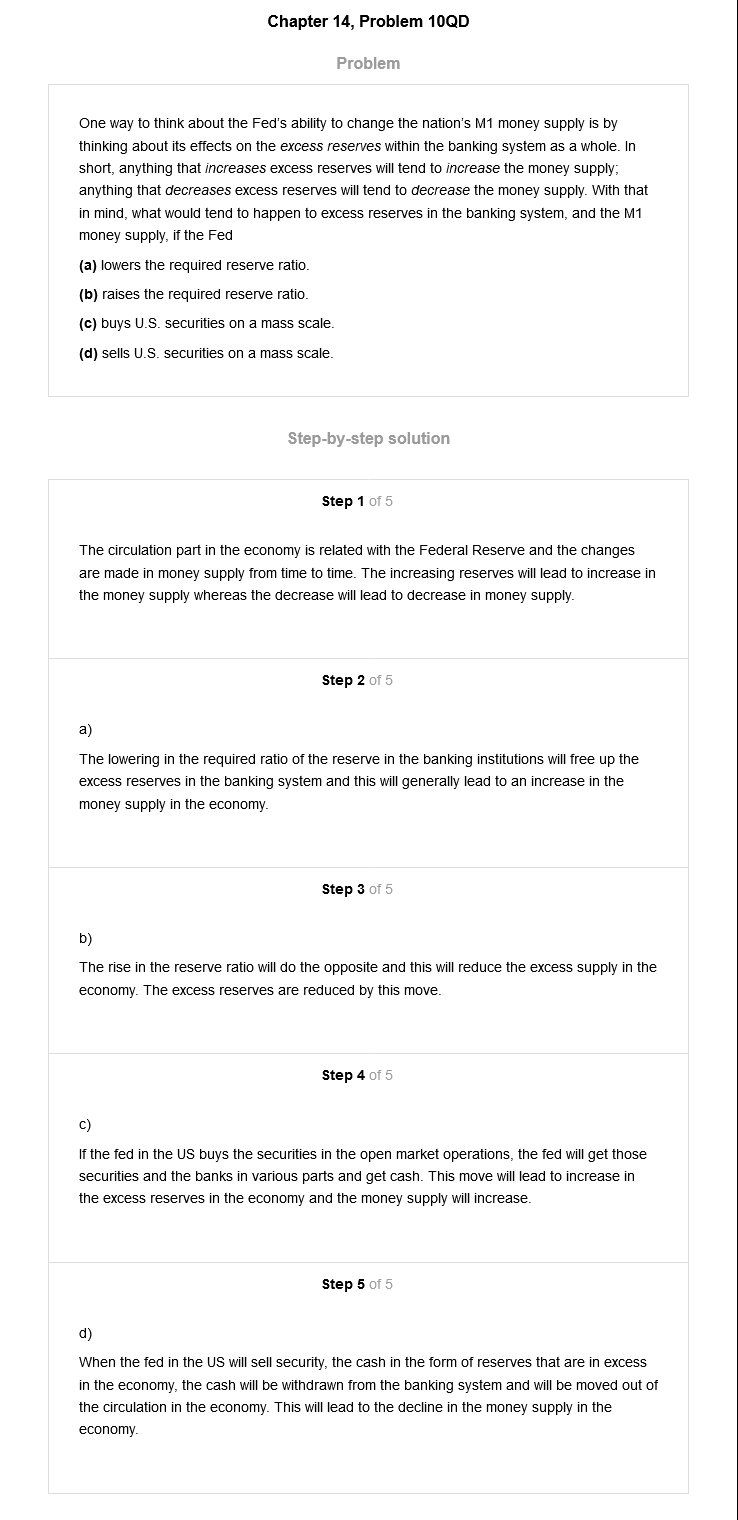 Chapter 14, Problem 10QD
Problem
One way to think about the Fed's ability to change the nation's M1 money supply is by
thinking about its effects on the excess reserves within the banking system as a whole. In
short, anything that increases excess reserves will tend to increase the money supply;
anything that decreases excess reserves will tend to decrease the money supply. With that
in mind, what would tend to happen to excess reserves in the banking system, and the M1
money supply, if the Fed
(a) lowers the required reserve ratio.
(b) raises the required reserve ratio.
(c) buys U.S. securities on a mass scale.
(d) sells U.S. securities on a mass scale.
Step-by-step solution
Step 1 of 5
The circulation part in the economy is related with the Federal Reserve and the changes
are made in money supply from time to time. The increasing reserves will lead to increase in
the money supply whereas the decrease will lead to decrease in money supply.
Step 2 of 5
a)
The lowering in the required ratio of the reserve in the banking institutions will free up the
excess reserves in the banking system and this will generally lead to an increase in the
money supply in the economy.
Step 3 of 5
b)
The rise in the reserve ratio will do the opposite and this will reduce the excess supply in the
economy. The excess reserves are reduced by this move.
Step 4 of 5
c)
If the fed in the US buys the securities in the open market operations, the fed will get those
securities and the banks in various parts and get cash. This move will lead to increase in
the excess reserves in the economy and the money supply will increase.
Step 5 of 5
d)
When the fed in the US will sell security, the cash in the form of reserves that are in excess
in the economy, the cash will be withdrawn from the banking system and will be moved out of
the circulation in the economy. This will lead to the decline in the money supply in the
economy.